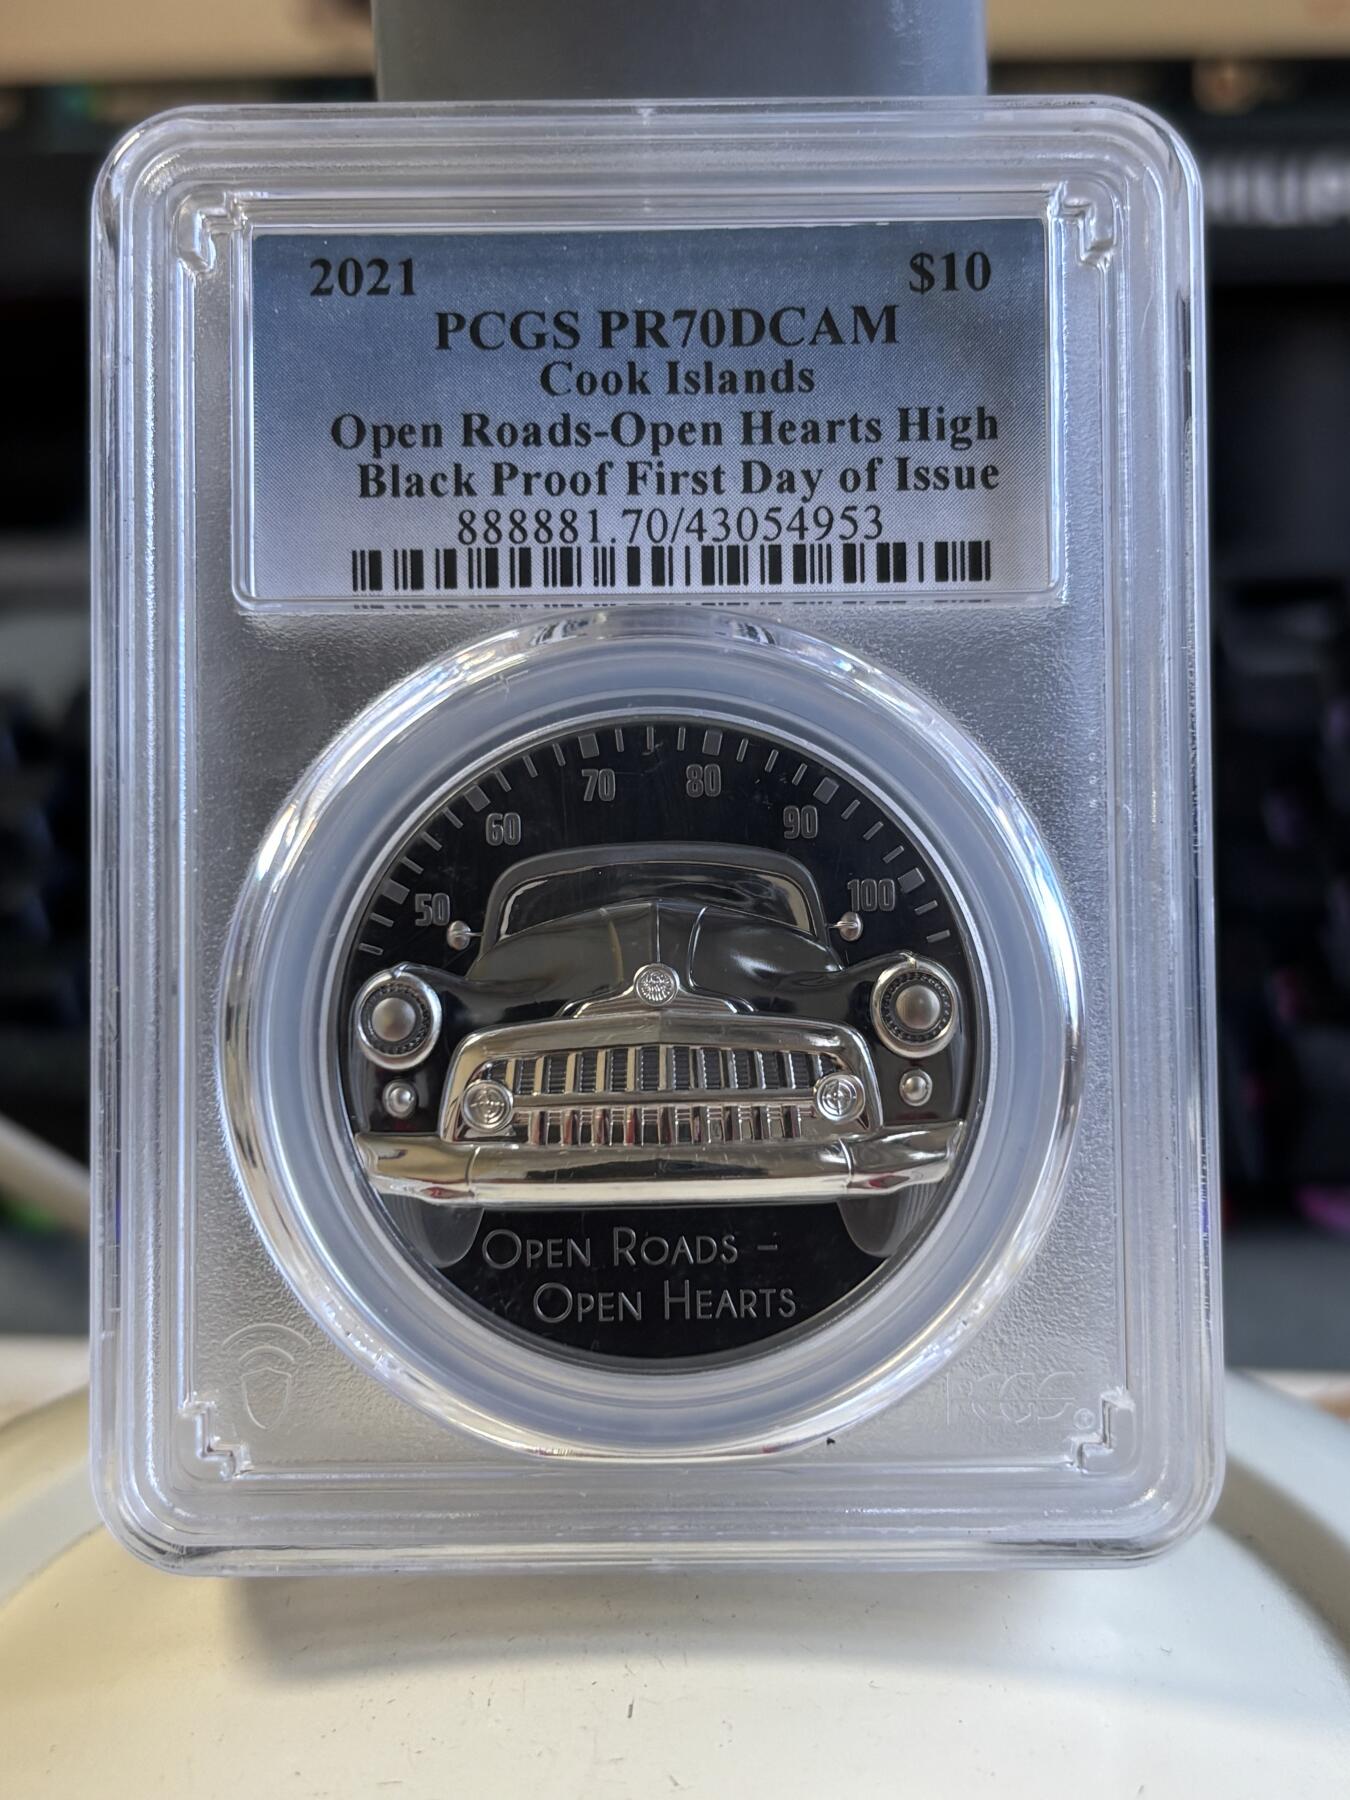 2021 $10
PCGS PR70DCAM
Cook Islands
Open Roads-Open Hearts High
Black Proof First Day of Issue
888881.70/43054953
50 60 70 80 90 100
OPEN ROADS –
OPEN HEARTS
PCGS